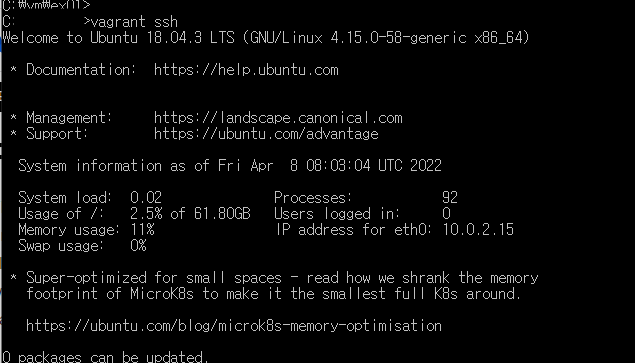 C:₩vm₩ex01>
C: >vagrant ssh
Welcome to Ubuntu 18.04.3 LTS (GNU/Linux 4.15.0-58-generic x86_64)
* Documentation: https://help.ubuntu.com
* Management: https://landscape.canonical.com
* Support: https://ubuntu.com/advantage
System information as of Fri Apr 8 08:03:04 UTC 2022
System load: 0.02 Processes: 92
Usage of /: 2.5% of 61.80GB Users logged in: 0
Memory usage: 11% IP address for eth0: 10.0.2.15
Swap usage: 0%
* Super-optimized for small spaces - read how we shrank the memory
footprint of MicroK8s to make it the smallest full K8s around.
https://ubuntu.com/blog/microk8s-memory-optimisation
0 packages can be updated.